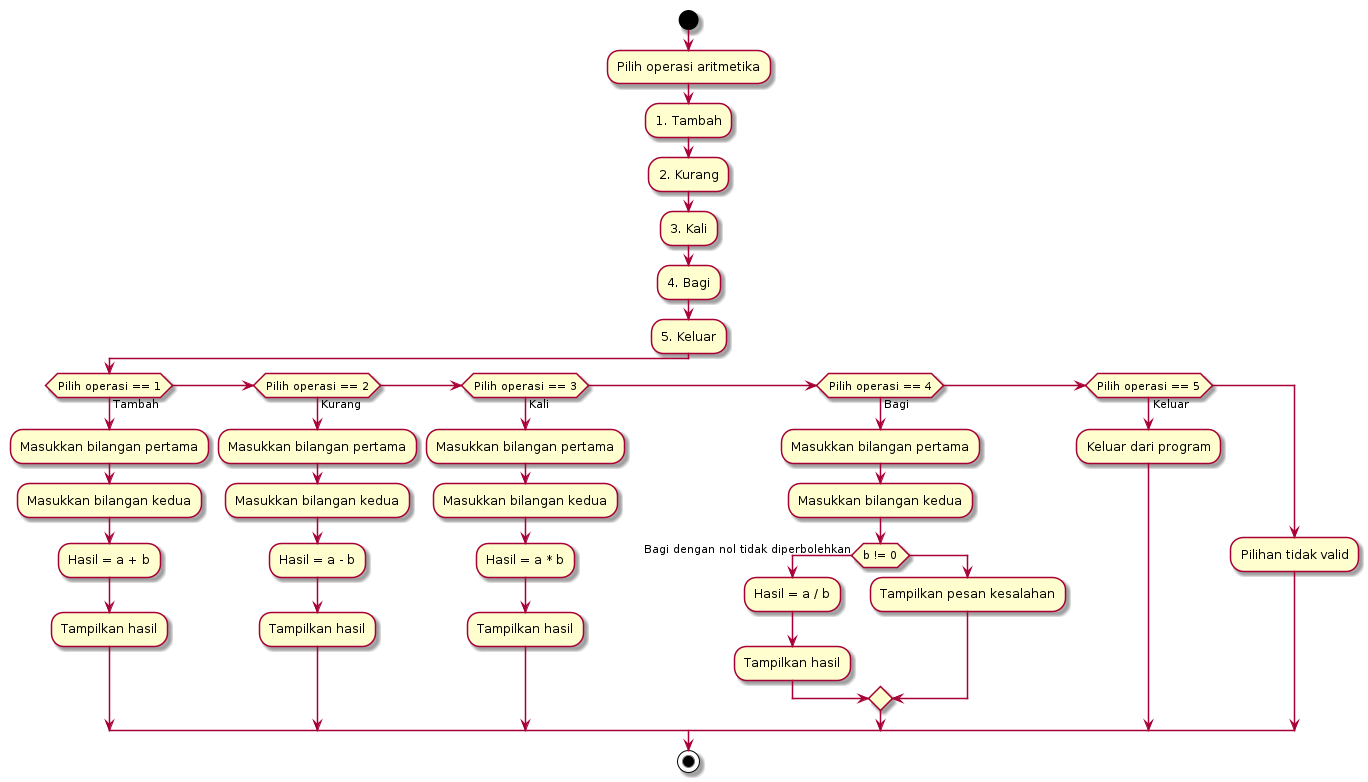 Pilih operasi aritmetika
1. Tambah
2. Kurang
3. Kali
4. Bagi
5. Keluar
Pilih operasi == 1
Tambah
Masukkan bilangan pertama
Masukkan bilangan kedua
Hasil = a + b
Tampilkan hasil
Pilih operasi == 2
Kurang
Masukkan bilangan pertama
Masukkan bilangan kedua
Hasil = a - b
Tampilkan hasil
Pilih operasi == 3
Kali
Masukkan bilangan pertama
Masukkan bilangan kedua
Hasil = a * b
Tampilkan hasil
Pilih operasi == 4
Bagi
Masukkan bilangan pertama
Masukkan bilangan kedua
Bagi dengan nol tidak diperbolehkan
b != 0
Hasil = a / b
Tampilkan hasil
Tampilkan pesan kesalahan
Pilih operasi == 5
Keluar
Keluar dari program
Pilihan tidak valid